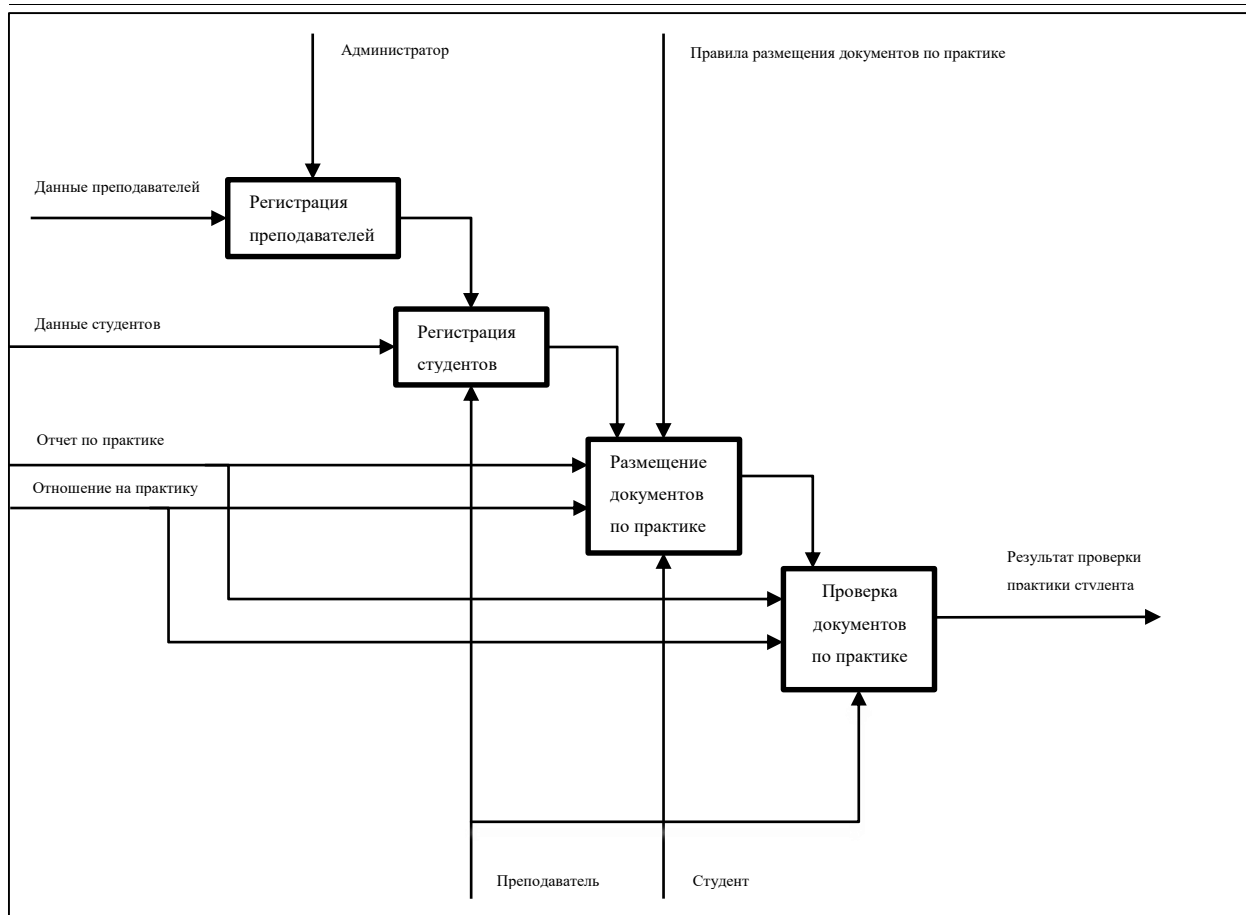 Администратор
Правила размещения документов по практике
Данные преподавателей
Регистрация
преподавателей
Данные студентов
Регистрация
студентов
Отчет по практике
Отношение на практику
Размещение
документов
по практике
Результат проверки
практики студента
Проверка
документов
по практике
Преподаватель
Студент